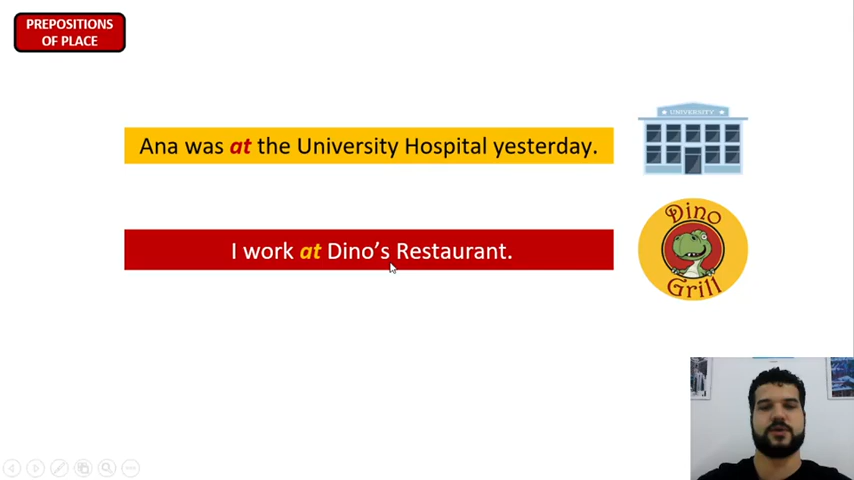 PREPOSITIONS
OF PLACE
Ana was at the University Hospital yesterday.
UNIVERSITY
I work at Dino's Restaurant.
Dino
Grill